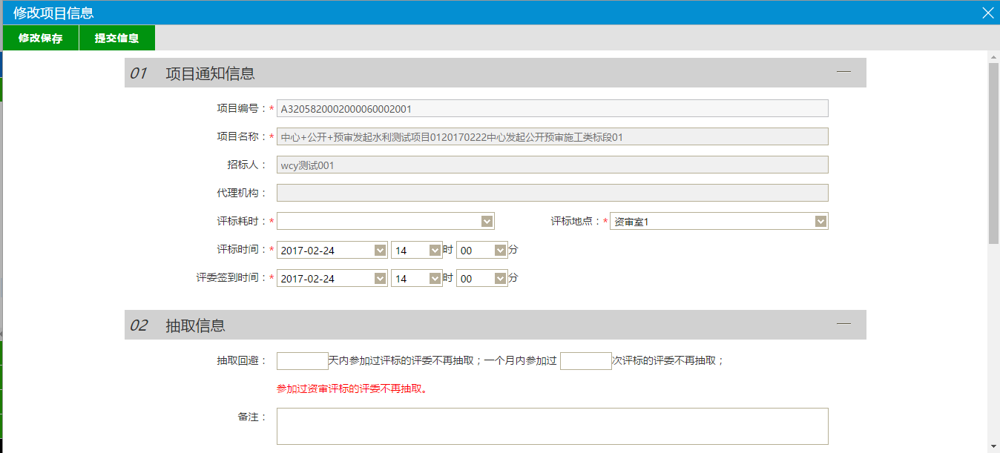 修改项目信息
修改保存 提交信息
01 项目通知信息
项目编号：* A3205820002000060002001
项目名称：* 中心+公开+预审发起水利测试项目0120170222中心发起公开预审施工类标段01
招标人： wcy测试001
代理机构：
评标耗时：* 评标地点：* 资审室1
评标时间：* 2017-02-24 14 时 00 分
评委签到时间：* 2017-02-24 14 时 00 分
02 抽取信息
抽取回避： 天内参加过评标的评委不再抽取；一个月内参加过 次评标的评委不再抽取；
参加过资审评标的评委不再抽取。
备注：